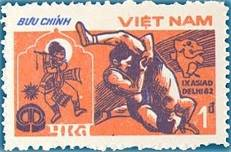 BƯU CHÍNH VIỆT NAM
IX ASIAD
DELHI 82
1đ